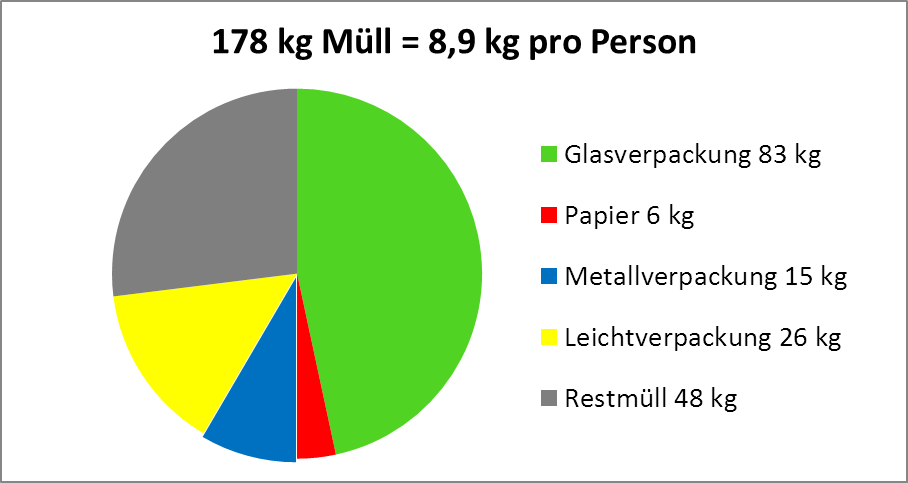 178 kg Müll = 8,9 kg pro Person
Glasverpackung 83 kg
Papier 6 kg
Metallverpackung 15 kg
Leichtverpackung 26 kg
Restmüll 48 kg